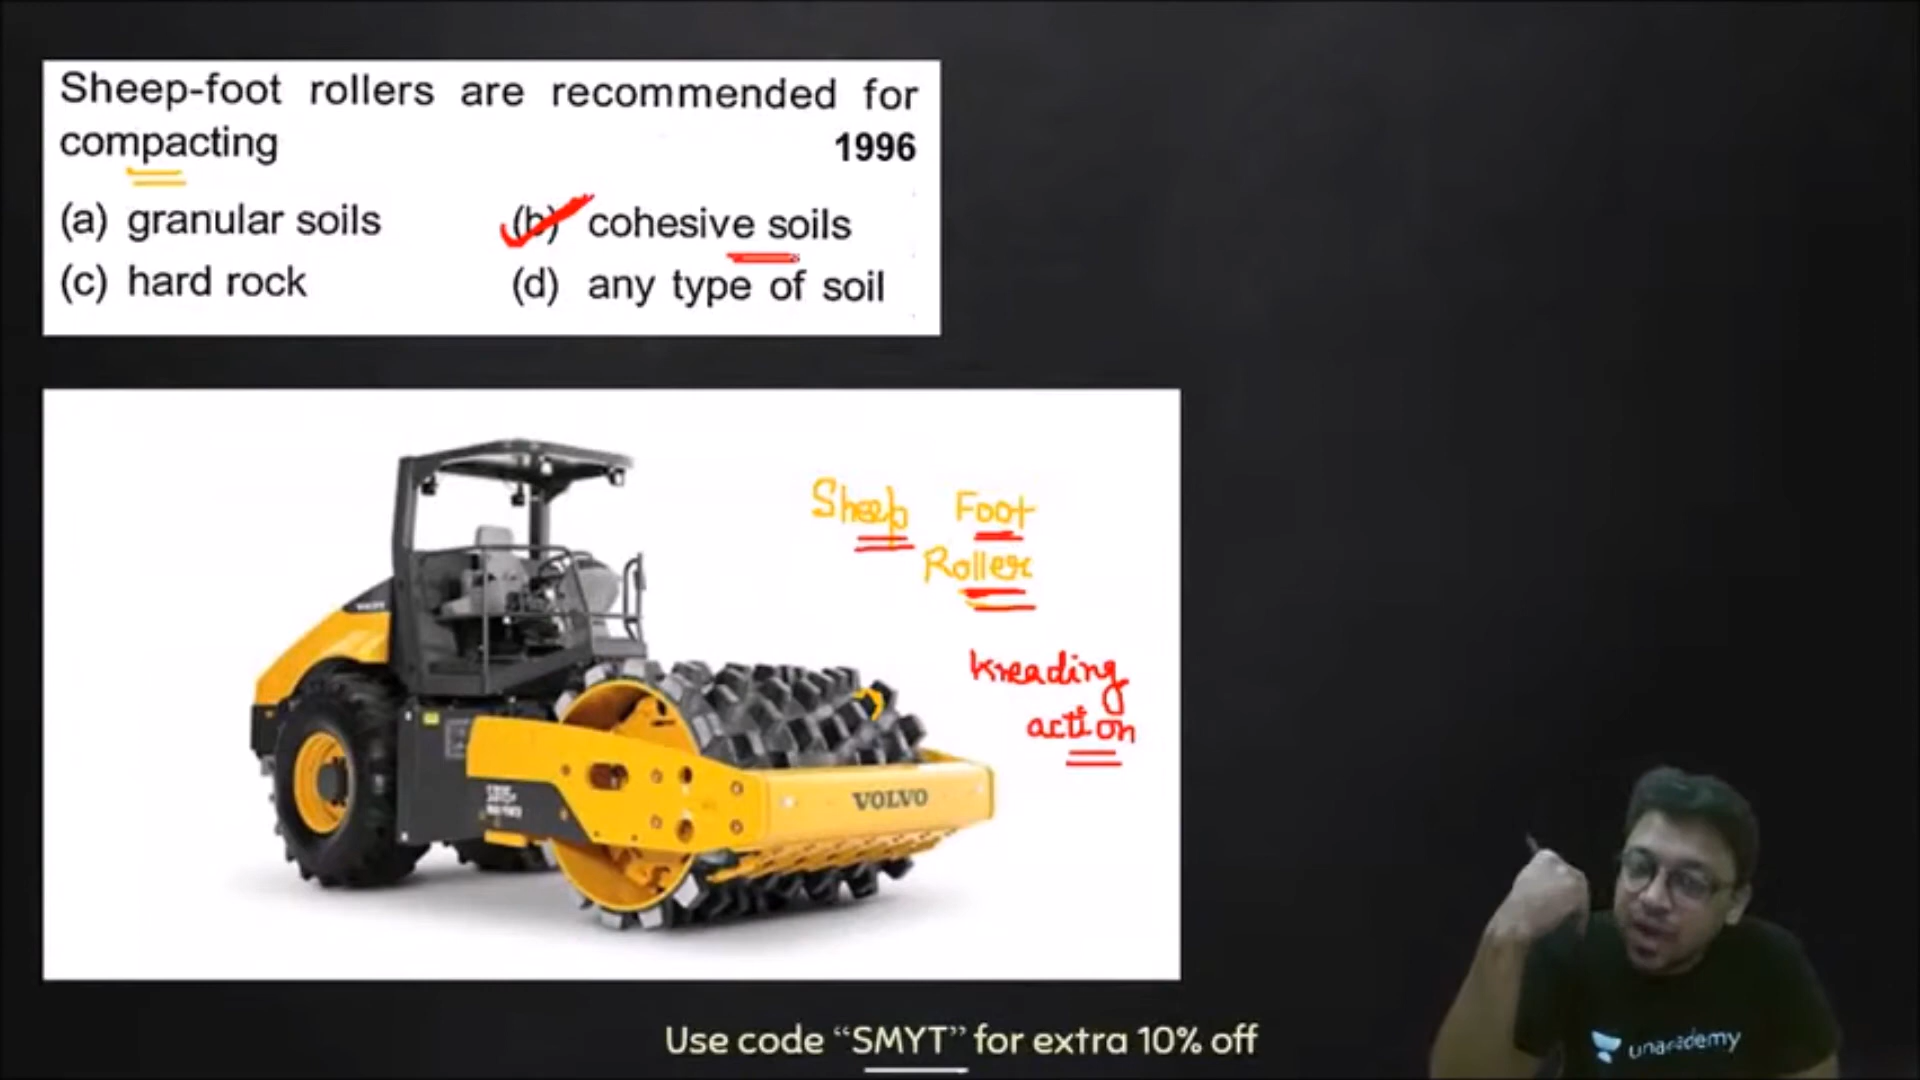 Sheep-foot rollers are recommended for
compacting 1996
(a) granular soils (b) cohesive soils
(c) hard rock (d) any type of soil
Sheep Foot
Roller
kneading
action
VOLVO
Use code “SMYT” for extra 10% off
unacademy